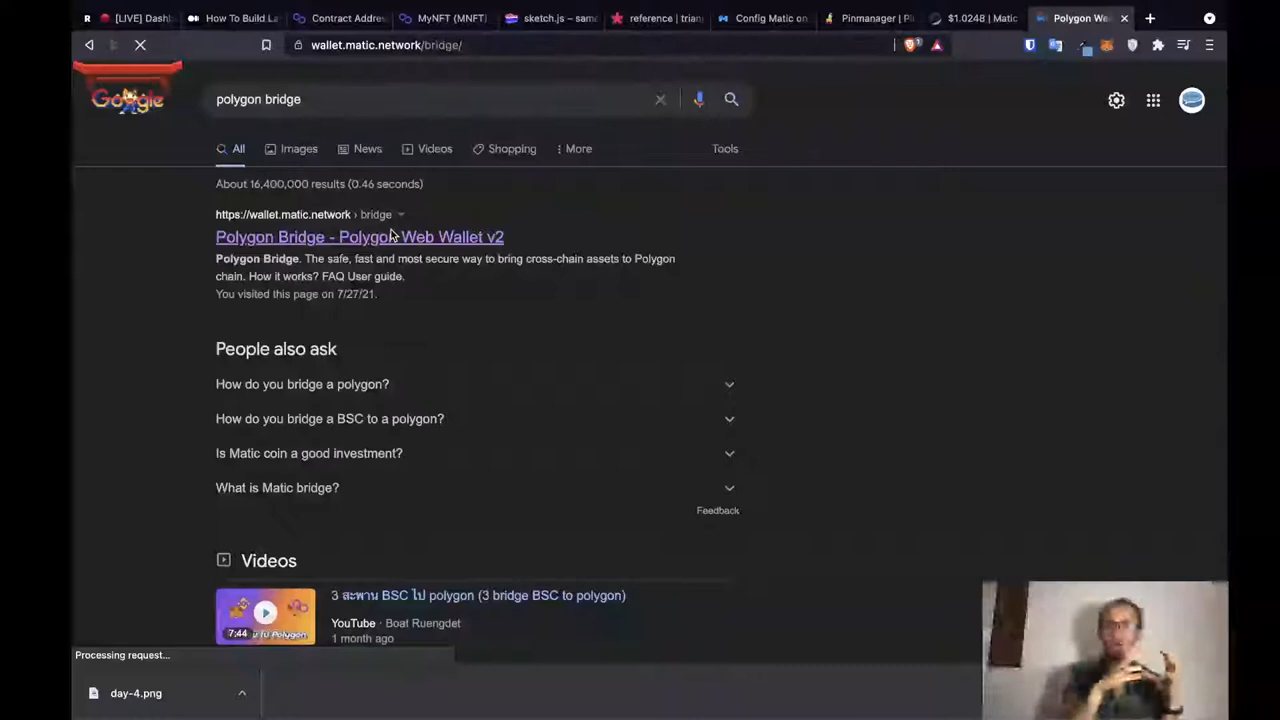 [LIVE] Dash
How To Build La
Contract Addre
MyNFT (MNFT)
sketch.js – sam
reference | trian
Config Matic on
Pinmanager | Pi
$1.0248 | Matic
Polygon We
wallet.matic.network/bridge/
Google
polygon bridge
All
Images
News
Videos
Shopping
More
Tools
About 16,400,000 results (0.46 seconds)
https://wallet.matic.network › bridge
Polygon Bridge - Polygon Web Wallet v2
Polygon Bridge. The safe, fast and most secure way to bring cross-chain assets to Polygon
chain. How it works? FAQ User guide.
You visited this page on 7/27/21.
People also ask
How do you bridge a polygon?
How do you bridge a BSC to a polygon?
Is Matic coin a good investment?
What is Matic bridge?
Feedback
Videos
3 สะพาน BSC ไป polygon (3 bridge BSC to polygon)
YouTube · Boat Ruengdet
7:44
ไป Polygon
1 month ago
Processing request...
day-4.png